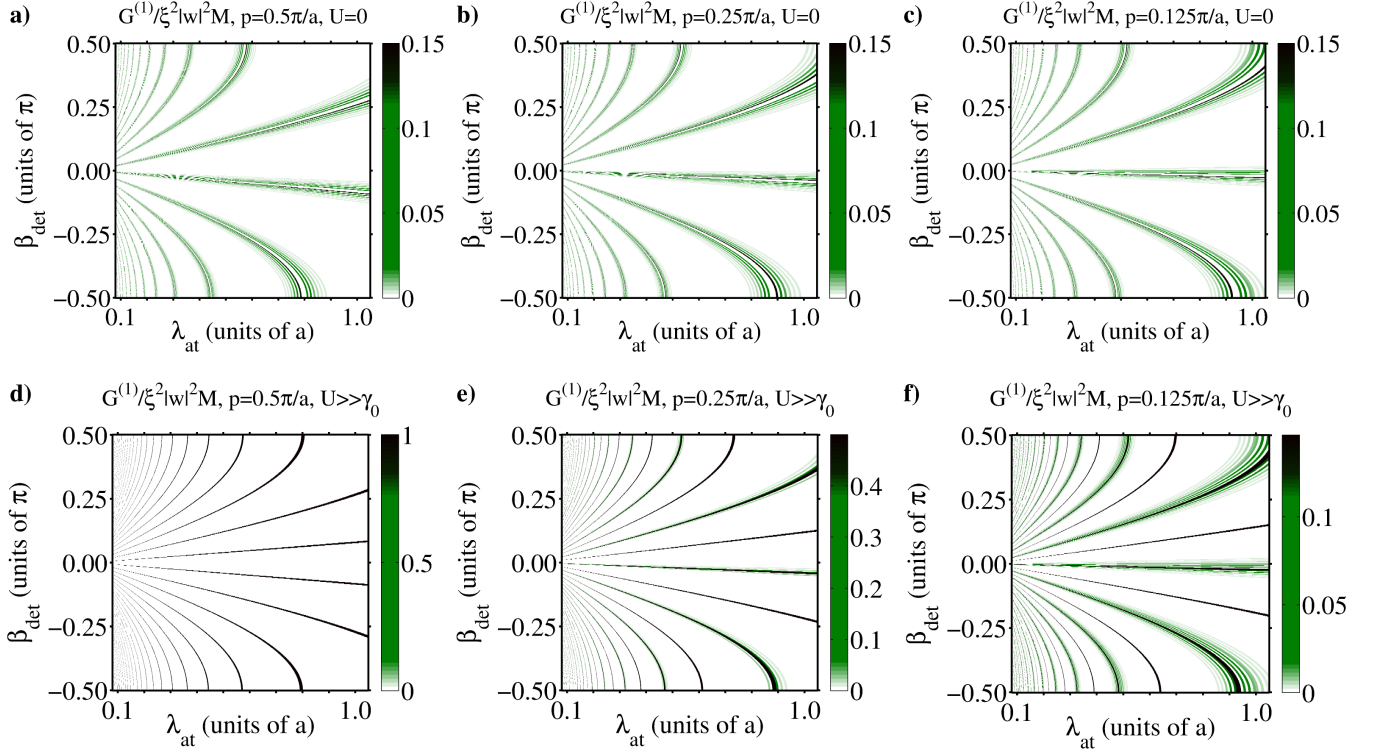 a)
G⁽¹⁾/ξ²|w|²M, p=0.5π/a, U=0
0.50
0.25
0.00
−0.25
−0.50
β_det (units of π)
0.1
1.0
λ_at (units of a)
0.15
0.1
0.05
0
b)
G⁽¹⁾/ξ²|w|²M, p=0.25π/a, U=0
0.50
0.25
0.00
−0.25
−0.50
β_det (units of π)
0.1
1.0
λ_at (units of a)
0.15
0.1
0.05
0
c)
G⁽¹⁾/ξ²|w|²M, p=0.125π/a, U=0
0.50
0.25
0.00
−0.25
−0.50
β_det (units of π)
0.1
1.0
λ_at (units of a)
0.15
0.1
0.05
0
d)
G⁽¹⁾/ξ²|w|²M, p=0.5π/a, U>>γ₀
0.50
0.25
0.00
−0.25
−0.50
β_det (units of π)
0.1
1.0
λ_at (units of a)
1
0.5
0
e)
G⁽¹⁾/ξ²|w|²M, p=0.25π/a, U>>γ₀
0.50
0.25
0.00
−0.25
−0.50
β_det (units of π)
0.1
1.0
λ_at (units of a)
0.4
0.3
0.2
0.1
0
f)
G⁽¹⁾/ξ²|w|²M, p=0.125π/a, U>>γ₀
0.50
0.25
0.00
−0.25
−0.50
β_det (units of π)
0.1
1.0
λ_at (units of a)
0.1
0.05
0